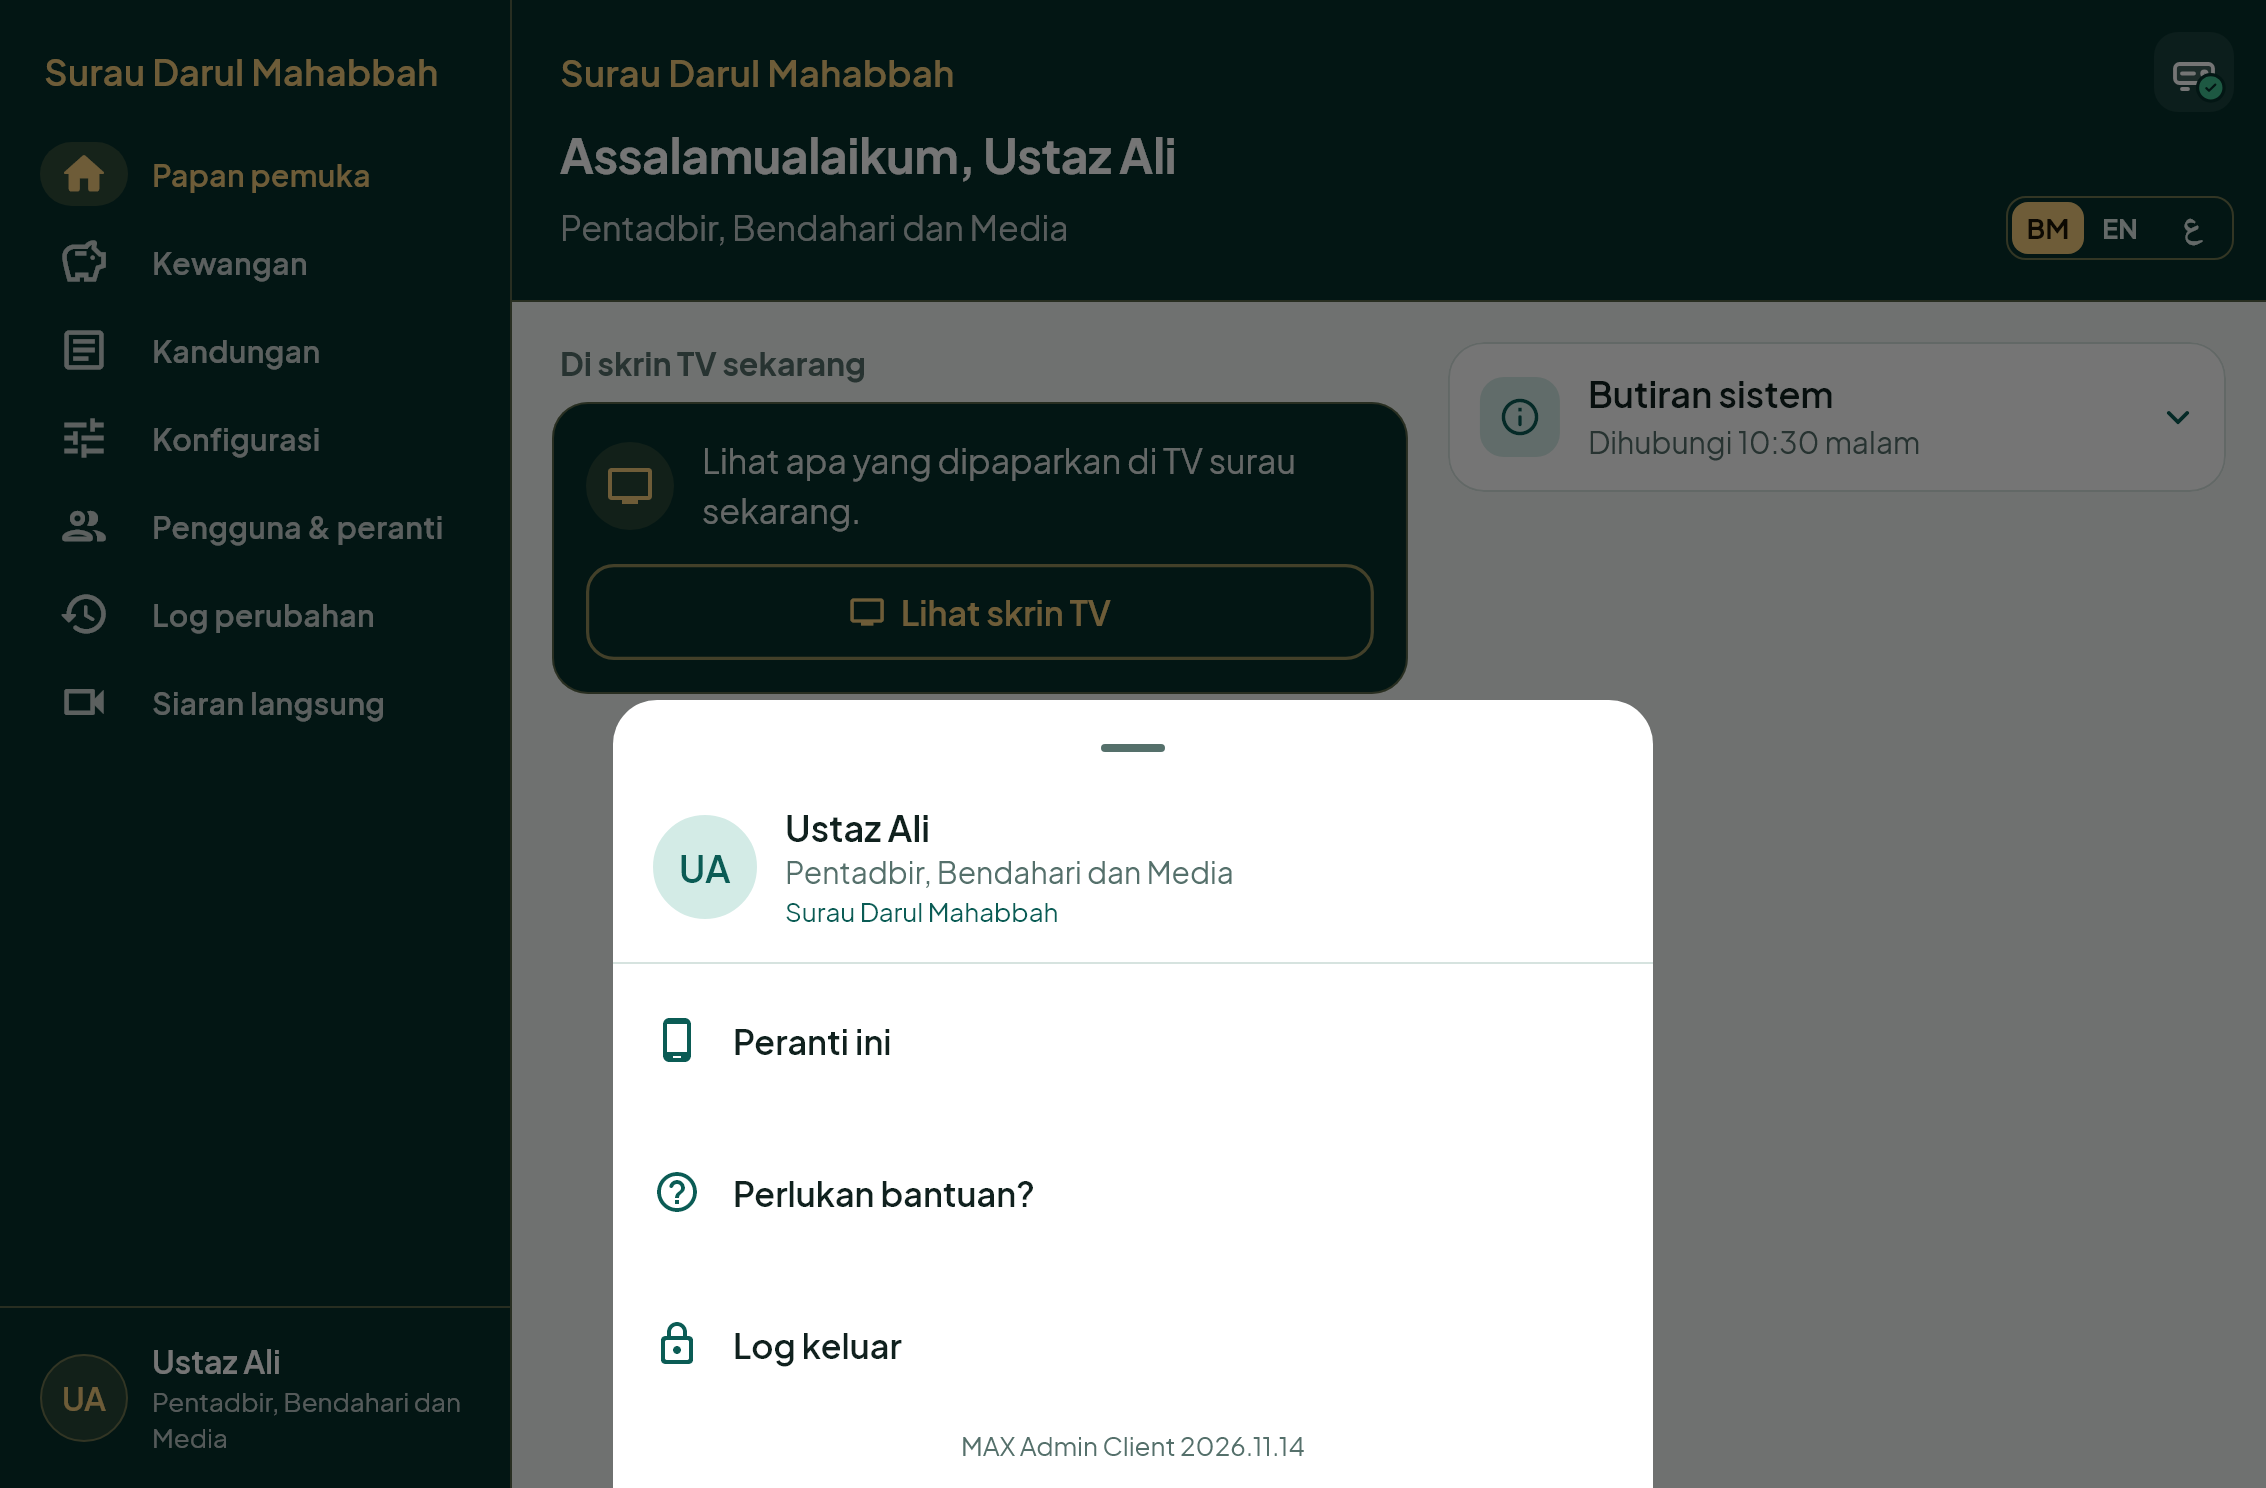 Surau Darul Mahabbah
Papan pemuka
Kewangan
Kandungan
Konfigurasi
Pengguna & peranti
Log perubahan
Siaran langsung
UA
Ustaz Ali
Pentadbir, Bendahari dan
Media
Surau Darul Mahabbah
Assalamualaikum, Ustaz Ali
Pentadbir, Bendahari dan Media
BM EN ع
Di skrin TV sekarang
Lihat apa yang dipaparkan di TV surau
sekarang.
Lihat skrin TV
Butiran sistem
Dihubungi 10:30 malam
UA
Ustaz Ali
Pentadbir, Bendahari dan Media
Surau Darul Mahabbah
Peranti ini
Perlukan bantuan?
Log keluar
MAX Admin Client 2026.11.14